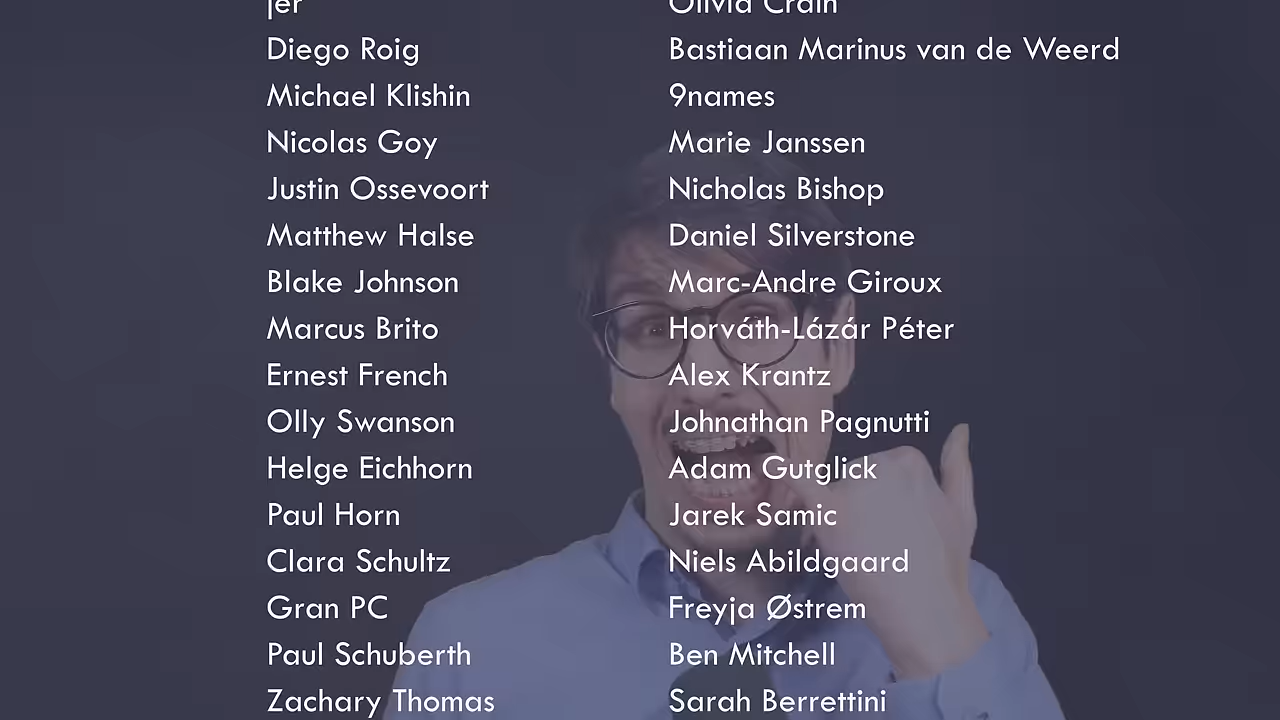 jer
Olivia Crain
Diego Roig
Bastiaan Marinus van de Weerd
Michael Klishin
9names
Nicolas Goy
Marie Janssen
Justin Ossevoort
Nicholas Bishop
Matthew Halse
Daniel Silverstone
Blake Johnson
Marc-Andre Giroux
Marcus Brito
Horváth-Lázár Péter
Ernest French
Alex Krantz
Olly Swanson
Johnathan Pagnutti
Helge Eichhorn
Adam Gutglick
Paul Horn
Jarek Samic
Clara Schultz
Niels Abildgaard
Gran PC
Freyja Østrem
Paul Schuberth
Ben Mitchell
Zachary Thomas
Sarah Berrettini